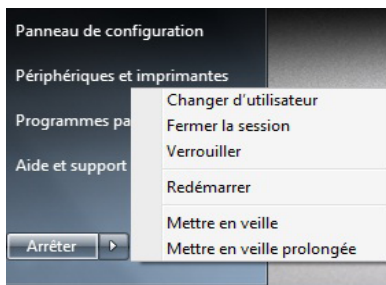 Panneau de configuration
Périphériques et imprimantes
Programmes pa
Aide et support
Changer d'utilisateur
Fermer la session
Verrouiller
Redémarrer
Mettre en veille
Mettre en veille prolongée
Arrêter